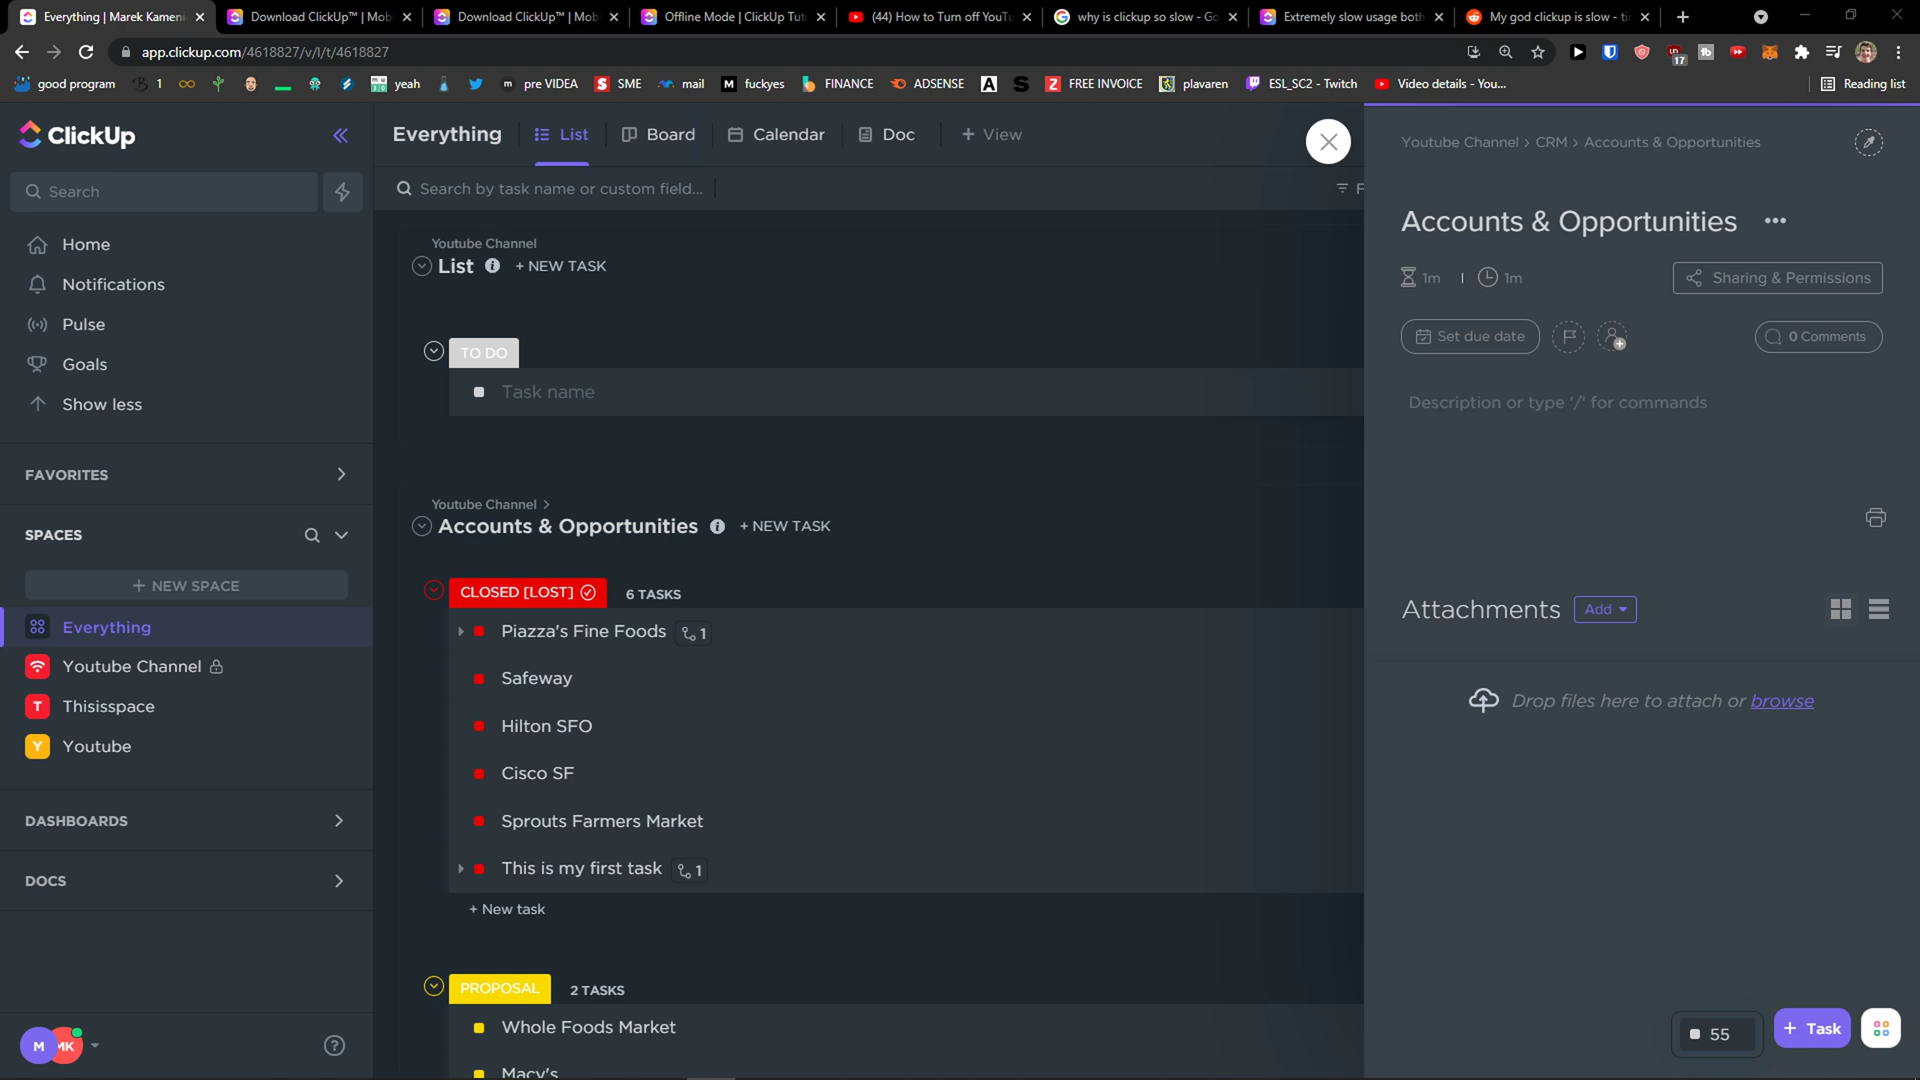 Everything | Marek Kameni
Download ClickUp™ | Mob
Download ClickUp™ | Mob
Offline Mode | ClickUp Tut
(44) How to Turn off YouTu
why is clickup so slow - Go
Extremely slow usage both
My god clickup is slow - ti
app.clickup.com/4618827/v/l/t/4618827
17
good program
1
yeah
pre VIDEA
SME
mail
fuckyes
FINANCE
ADSENSE
FREE INVOICE
plavaren
ESL_SC2 - Twitch
Video details - You...
Reading list
ClickUp
Search
Home
Notifications
Pulse
Goals
Show less
FAVORITES
SPACES
+ NEW SPACE
Everything
Youtube Channel
T Thisisspace
Y Youtube
DASHBOARDS
DOCS
M
MK
Everything
List
Board
Calendar
Doc
+ View
Search by task name or custom field...
F
Youtube Channel
List
+ NEW TASK
TO DO
Task name
Youtube Channel >
Accounts & Opportunities
+ NEW TASK
CLOSED [LOST]
6 TASKS
Piazza's Fine Foods
1
Safeway
Hilton SFO
Cisco SF
Sprouts Farmers Market
This is my first task
1
+ New task
PROPOSAL
2 TASKS
Whole Foods Market
Macy's
Youtube Channel > CRM > Accounts & Opportunities
Accounts & Opportunities
1m
1m
Sharing & Permissions
Set due date
0 Comments
Description or type '/' for commands
Attachments
Add
Drop files here to attach or browse
55
+ Task